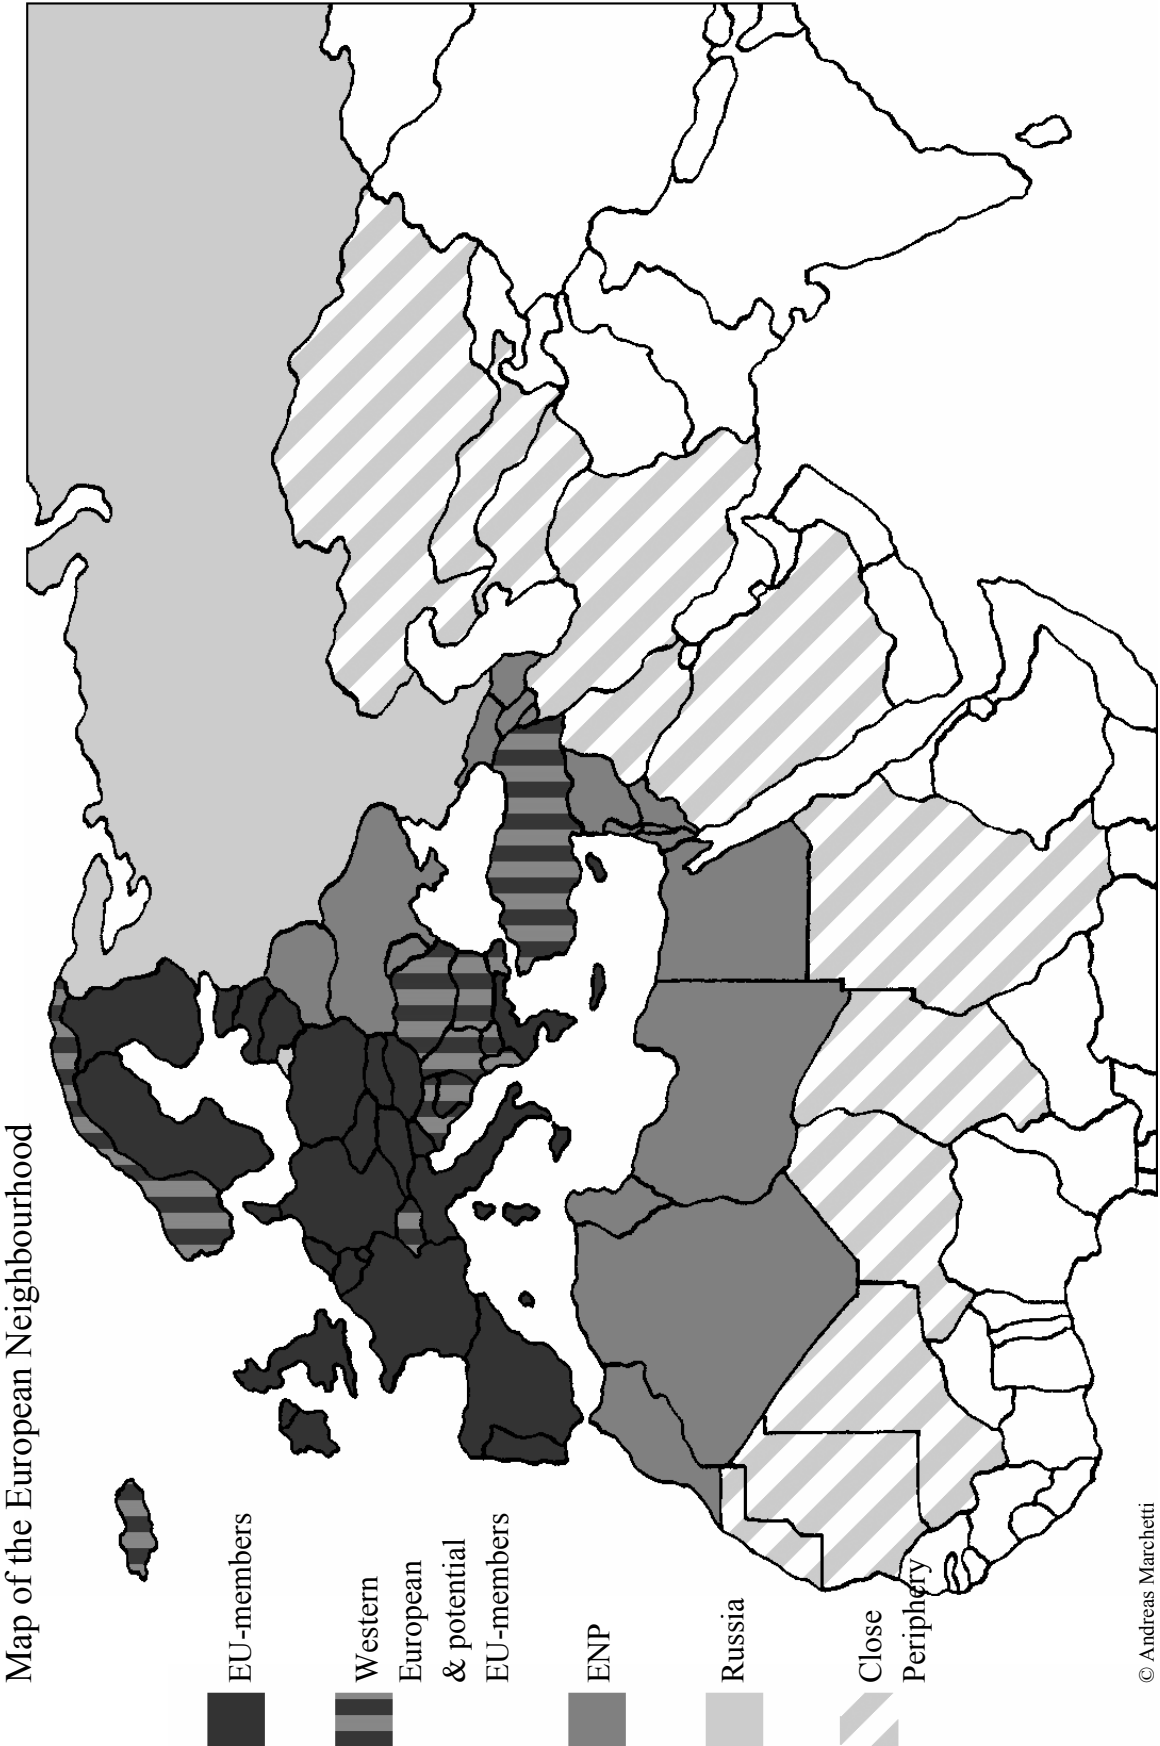 Map of the European Neighbourhood
EU-members
Western
European
& potential
EU-members
ENP
Russia
Close
Periphery
© Andreas Marchetti